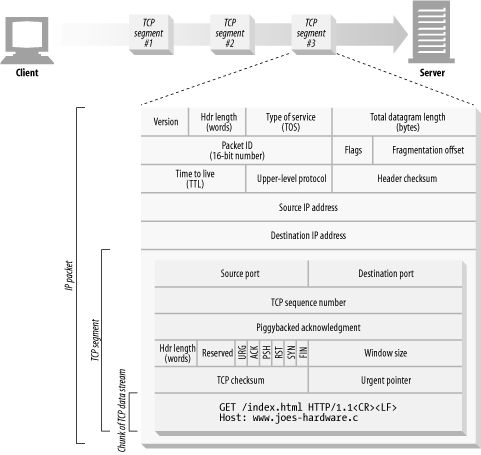 TCP segment #1
TCP segment #2
TCP segment #3
Client
Server
Version
Hdr length (words)
Type of service (TOS)
Total datagram length (bytes)
Packet ID (16-bit number)
Flags
Fragmentation offset
Time to live (TTL)
Upper-level protocol
Header checksum
Source IP address
Destination IP address
Source port
Destination port
TCP sequence number
Piggybacked acknowledgment
Hdr length (words)
Reserved
URG
ACK
PSH
RST
SYN
FIN
Window size
TCP checksum
Urgent pointer
GET /index.html HTTP/1.1<CR><LF>
Host: www.joes-hardware.c
IP packet
TCP segment
Chunk of TCP data stream